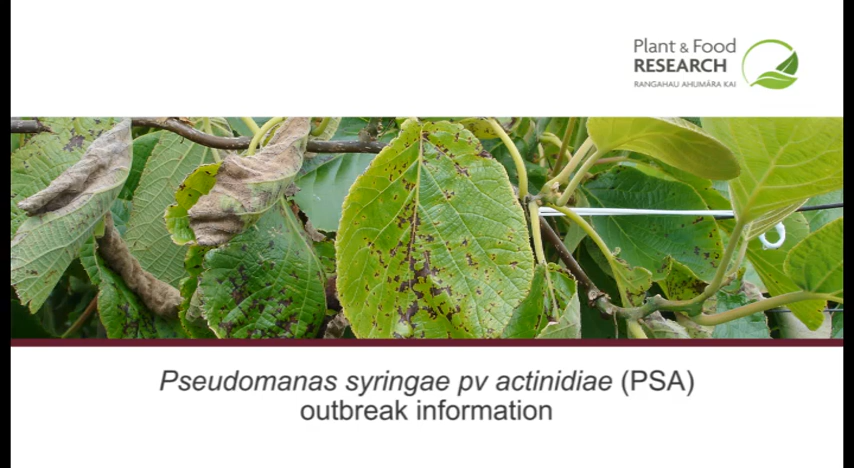 Plant & Food
RESEARCH
RANGAHAU AHUMĀRA KAI
Pseudomanas syringae pv actinidiae (PSA)
outbreak information